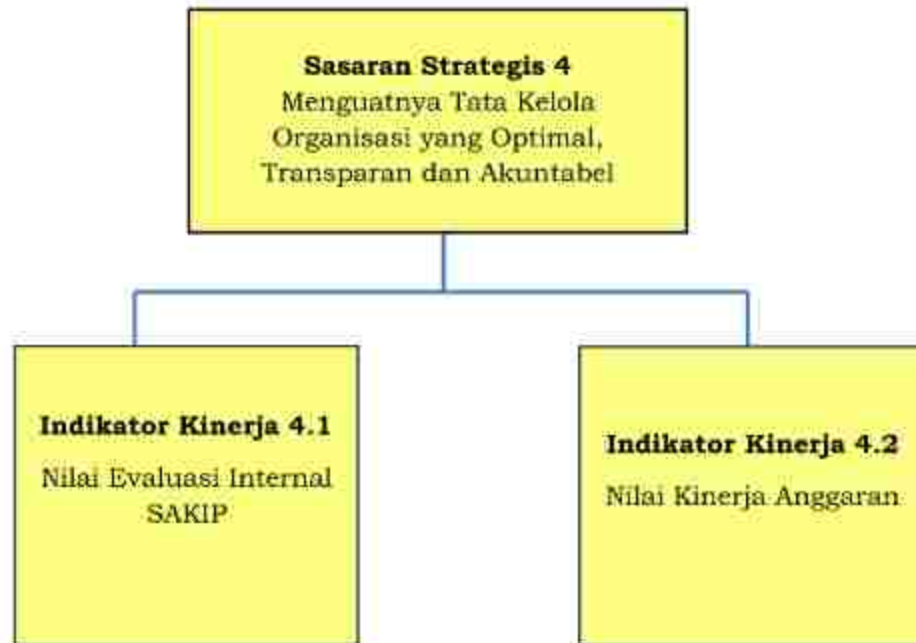 Sasaran Strategis 4
Menguatnya Tata Kelola
Organisasi yang Optimal,
Transparan dan Akuntabel
Indikator Kinerja 4.1
Nilai Evaluasi Internal
SAKIP
Indikator Kinerja 4.2
Nilai Kinerja Anggaran